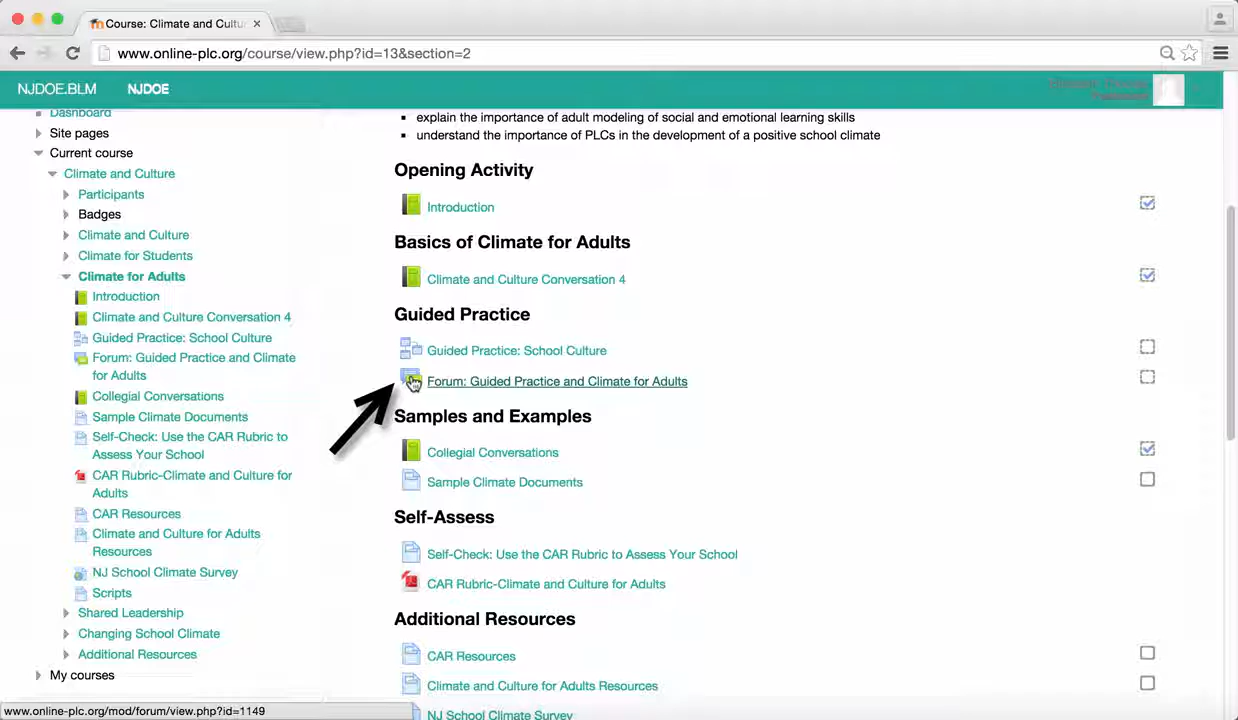 Course: Climate and Cultu
www.online-plc.org/course/view.php?id=13&section=2
NJDOE.BLM
NJDOE
Dashboard
Site pages
Current course
Climate and Culture
Participants
Badges
Climate and Culture
Climate for Students
Climate for Adults
Introduction
Climate and Culture Conversation 4
Guided Practice: School Culture
Forum: Guided Practice and Climate
for Adults
Collegial Conversations
Sample Climate Documents
Self-Check: Use the CAR Rubric to
Assess Your School
CAR Rubric-Climate and Culture for
Adults
CAR Resources
Climate and Culture for Adults
Resources
NJ School Climate Survey
Scripts
Shared Leadership
Changing School Climate
Additional Resources
My courses
explain the importance of adult modeling of social and emotional learning skills
understand the importance of PLCs in the development of a positive school climate
Opening Activity
Introduction
Basics of Climate for Adults
Climate and Culture Conversation 4
Guided Practice
Guided Practice: School Culture
Forum: Guided Practice and Climate for Adults
Samples and Examples
Collegial Conversations
Sample Climate Documents
Self-Assess
Self-Check: Use the CAR Rubric to Assess Your School
CAR Rubric-Climate and Culture for Adults
Additional Resources
CAR Resources
Climate and Culture for Adults Resources
NJ School Climate Survey
www.online-plc.org/mod/forum/view.php?id=1149